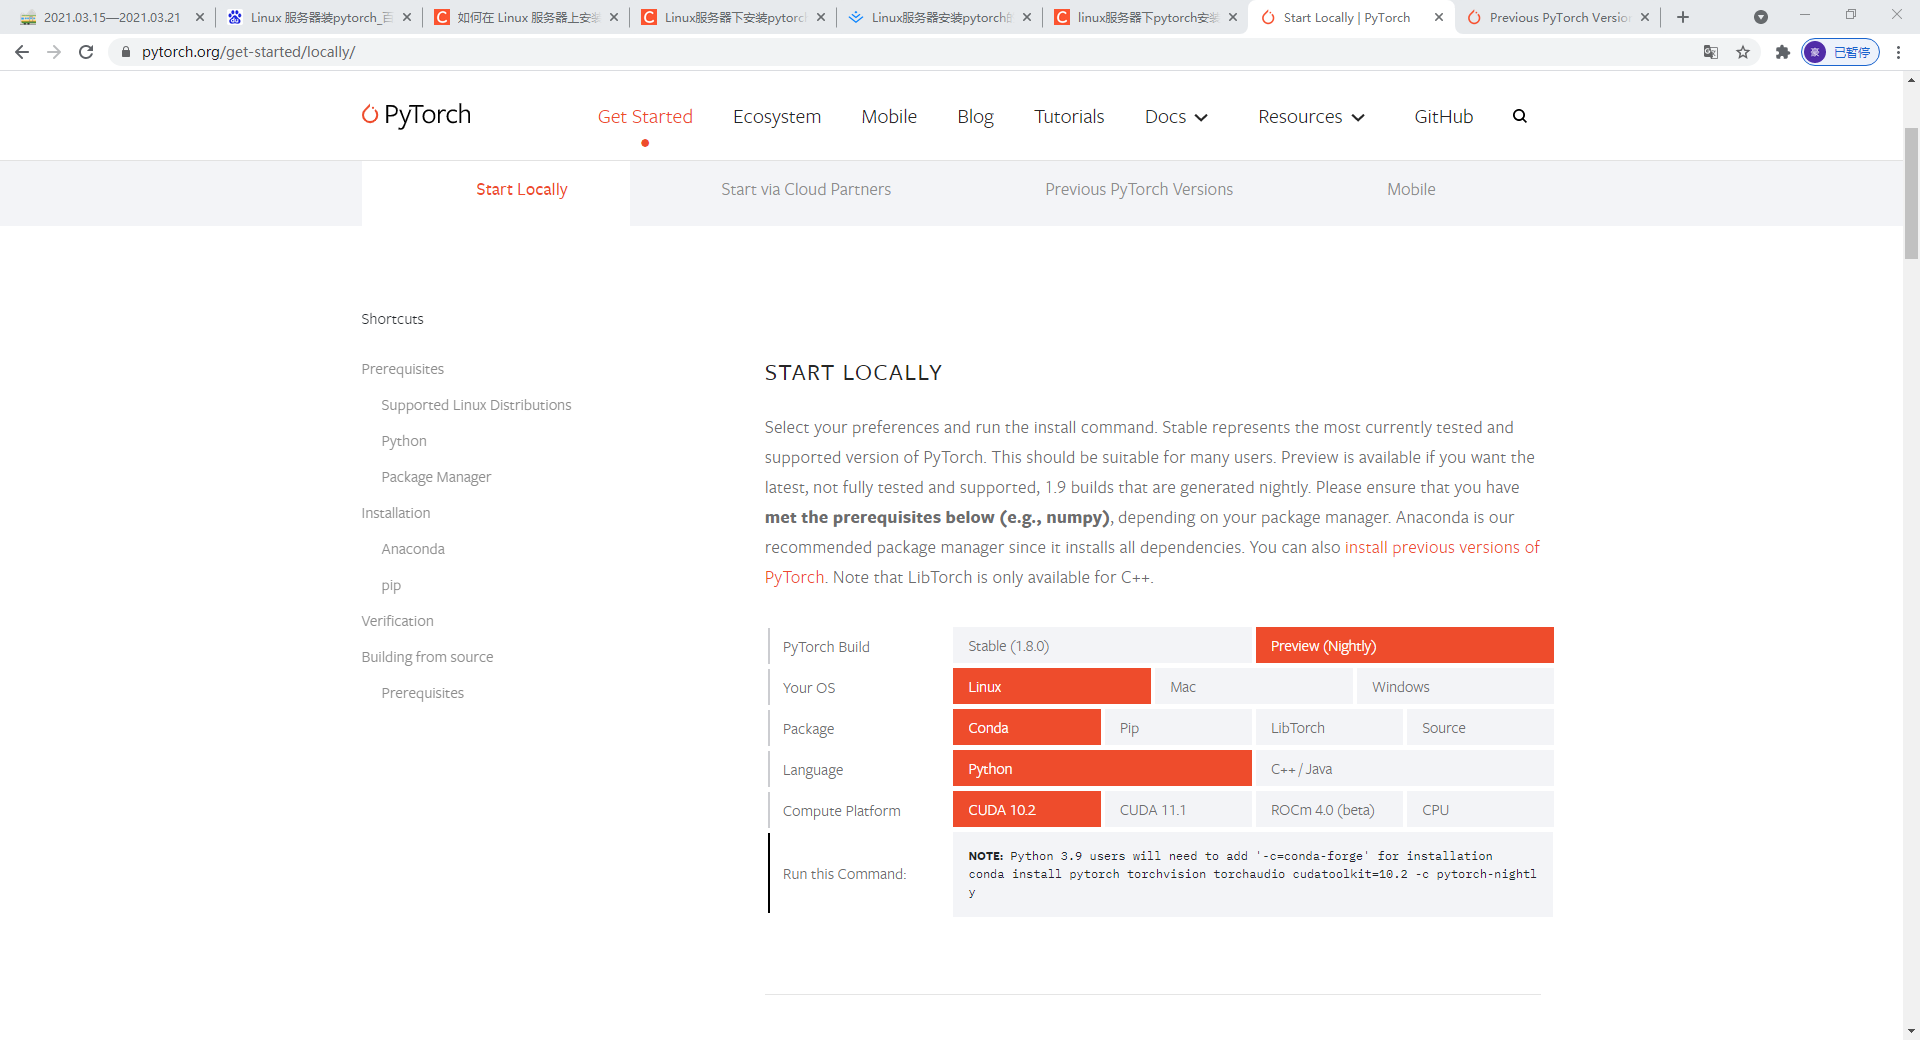 2021.03.15—2021.03.21
Linux 服务器装pytorch_百
如何在 Linux 服务器上安装
Linux服务器下安装pytorch
Linux服务器安装pytorch的
linux服务器下pytorch安装
Start Locally | PyTorch
Previous PyTorch Version
pytorch.org/get-started/locally/
豪 已暂停
PyTorch
Get Started
Ecosystem
Mobile
Blog
Tutorials
Docs
Resources
GitHub
Start Locally
Start via Cloud Partners
Previous PyTorch Versions
Mobile
Shortcuts
Prerequisites
Supported Linux Distributions
Python
Package Manager
Installation
Anaconda
pip
Verification
Building from source
Prerequisites
START LOCALLY
Select your preferences and run the install command. Stable represents the most currently tested and
supported version of PyTorch. This should be suitable for many users. Preview is available if you want the
latest, not fully tested and supported, 1.9 builds that are generated nightly. Please ensure that you have
met the prerequisites below (e.g., numpy), depending on your package manager. Anaconda is our
recommended package manager since it installs all dependencies. You can also install previous versions of
PyTorch. Note that LibTorch is only available for C++.
PyTorch Build
Stable (1.8.0)
Preview (Nightly)
Your OS
Linux
Mac
Windows
Package
Conda
Pip
LibTorch
Source
Language
Python
C++ / Java
Compute Platform
CUDA 10.2
CUDA 11.1
ROCm 4.0 (beta)
CPU
Run this Command:
NOTE: Python 3.9 users will need to add '-c=conda-forge' for installation
conda install pytorch torchvision torchaudio cudatoolkit=10.2 -c pytorch-nightl
y